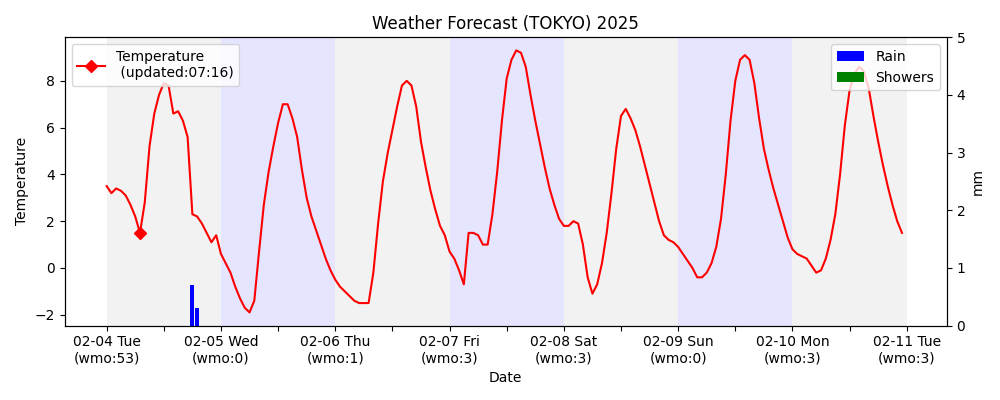 Weather Forecast (TOKYO) 2025
Temperature
(updated:07:16)
Rain
Showers
Temperature
8
6
4
2
0
−2
5
4
3
2
1
0
mm
02-04 Tue
(wmo:53)
02-05 Wed
(wmo:0)
02-06 Thu
(wmo:1)
02-07 Fri
(wmo:3)
02-08 Sat
(wmo:3)
02-09 Sun
(wmo:0)
02-10 Mon
(wmo:3)
02-11 Tue
(wmo:3)
Date